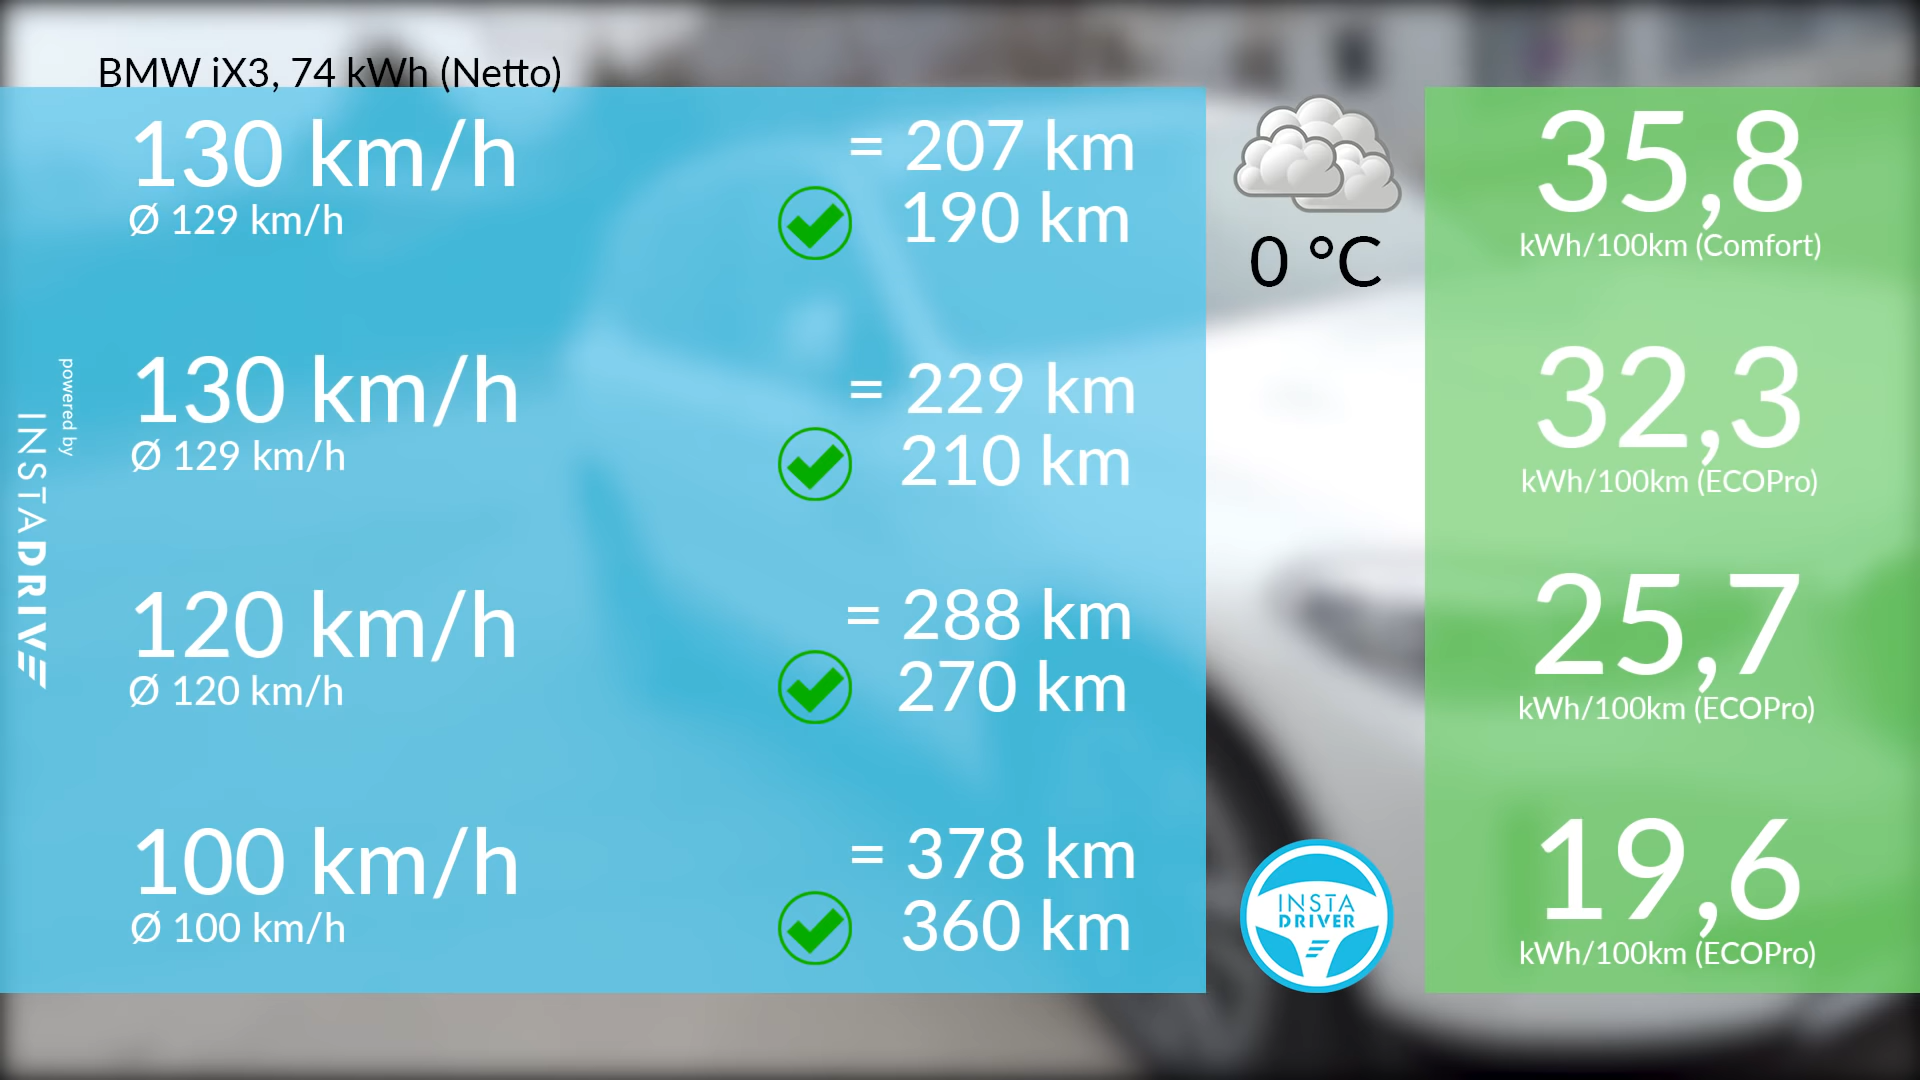 BMW iX3, 74 kWh (Netto)
130 km/h
Ø 129 km/h
= 207 km
190 km
0 °C
35,8
kWh/100km (Comfort)
130 km/h
Ø 129 km/h
= 229 km
210 km
32,3
kWh/100km (ECOPro)
powered by
INSTADRIVE
120 km/h
Ø 120 km/h
= 288 km
270 km
25,7
kWh/100km (ECOPro)
100 km/h
Ø 100 km/h
= 378 km
360 km
INSTA
DRIVER
19,6
kWh/100km (ECOPro)